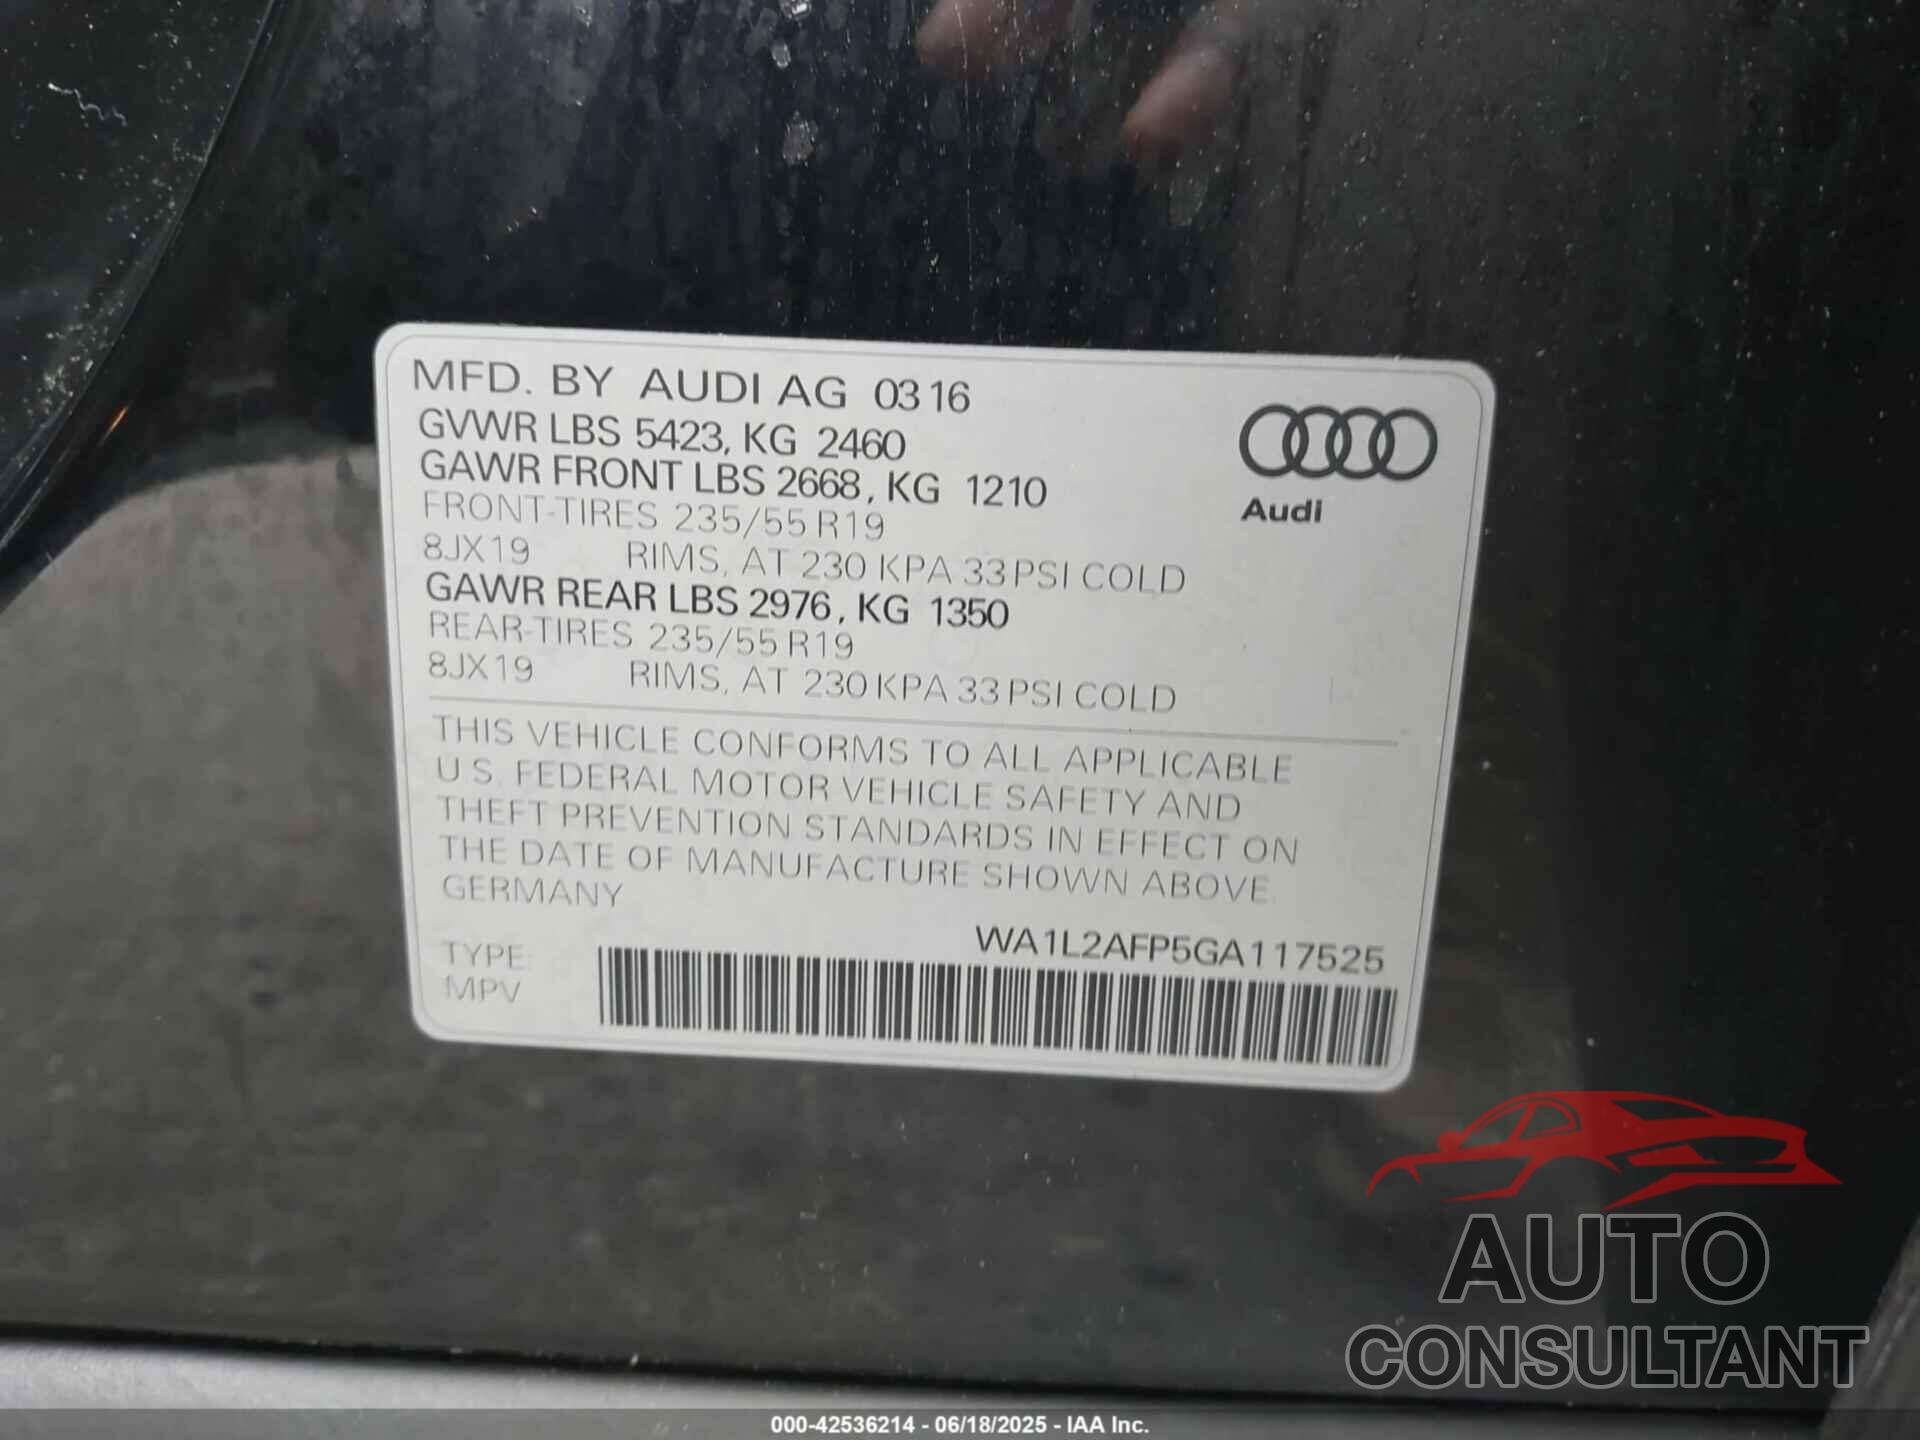 MFD. BY AUDI AG 03 16
GVWR LBS 5423, KG 2460
GAWR FRONT LBS 2668, KG 1210
FRONT-TIRES 235/55 R19
8JX19 RIMS, AT 230 KPA 33 PSI COLD
GAWR REAR LBS 2976, KG 1350
REAR-TIRES 235/55 R19
8JX19 RIMS, AT 230 KPA 33 PSI COLD
Audi
THIS VEHICLE CONFORMS TO ALL APPLICABLE
U.S. FEDERAL MOTOR VEHICLE SAFETY AND
THEFT PREVENTION STANDARDS IN EFFECT ON
THE DATE OF MANUFACTURE SHOWN ABOVE.
GERMANY
WA1L2AFP5GA117525
TYPE:
MPV
AUTO
CONSULTANT
000-42536214 - 06/18/2025 - IAA Inc.